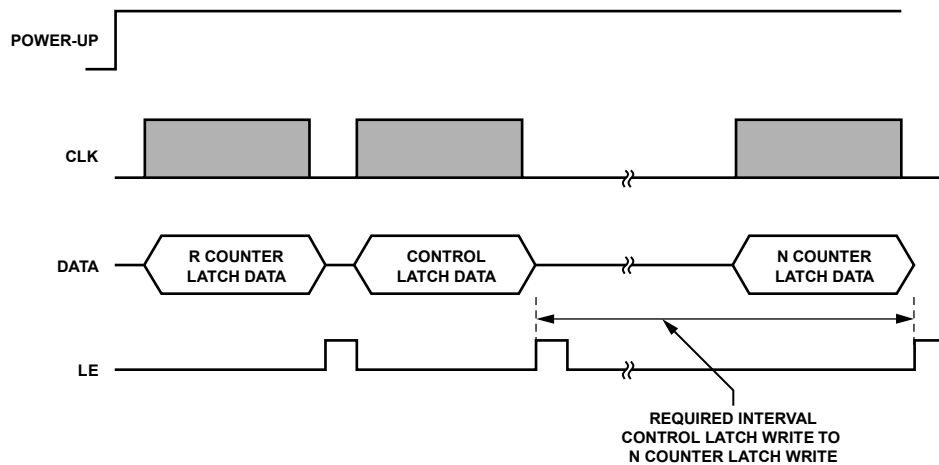 POWER-UP
CLK
DATA
R COUNTER
LATCH DATA
CONTROL
LATCH DATA
N COUNTER
LATCH DATA
LE
REQUIRED INTERVAL
CONTROL LATCH WRITE TO
N COUNTER LATCH WRITE